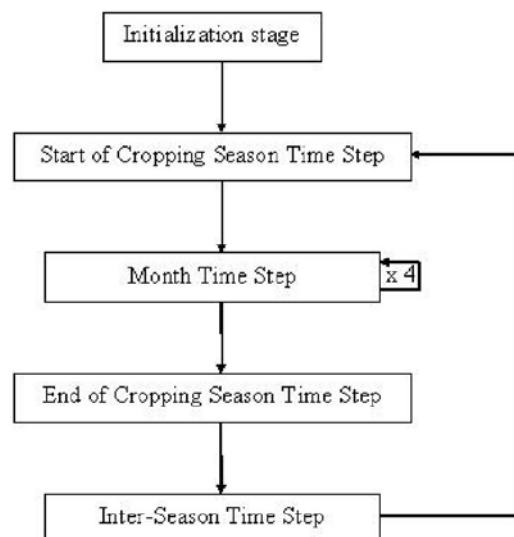 Initialization stage
Start of Cropping Season Time Step
Month Time Step
x 4
End of Cropping Season Time Step
Inter-Season Time Step